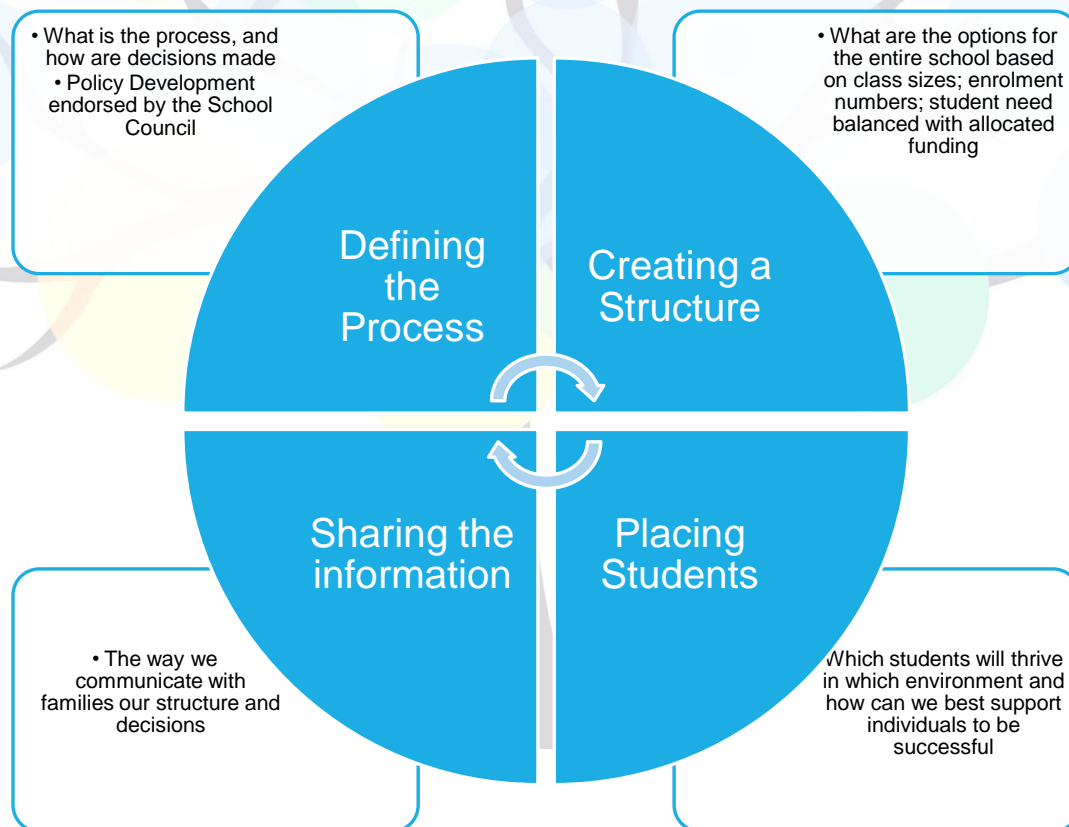 • What is the process, and
how are decisions made
• Policy Development
endorsed by the School
Council
• What are the options for
the entire school based
on class sizes; enrolment
numbers; student need
balanced with allocated
funding
Defining
the
Process
Creating a
Structure
Sharing the
information
Placing
Students
• The way we
communicate with
families our structure and
decisions
Which students will thrive
in which environment and
how can we best support
individuals to be
successful